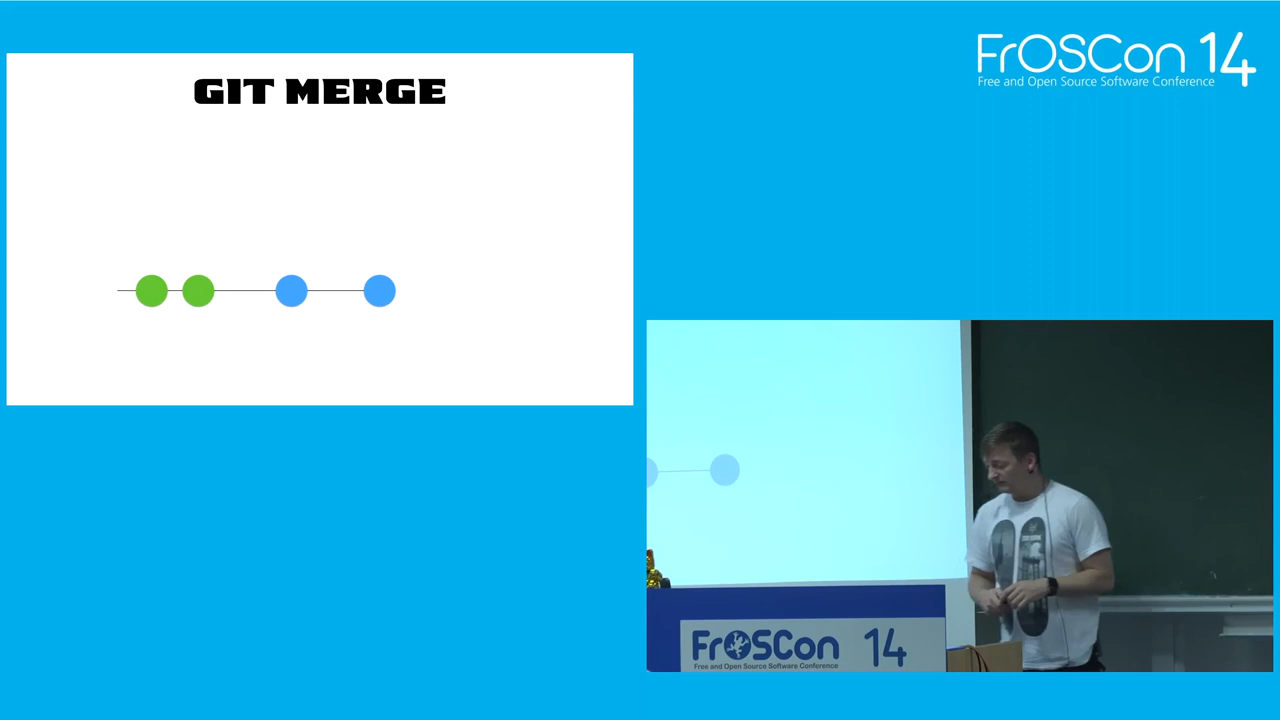 GIT MERGE
FrOSCon 14
Free and Open Source Software Conference
FrOSCon 14
Free and Open Source Software Conference